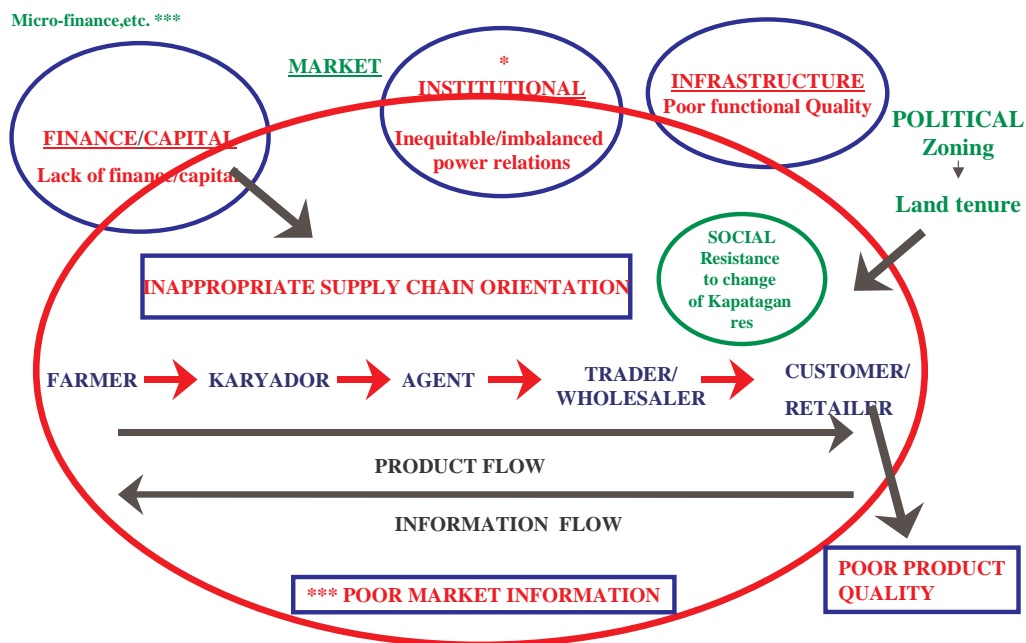 Micro-finance,etc. ***
MARKET
*
INSTITUTIONAL
Inequitable/imbalanced
power relations
INFRASTRUCTURE
Poor functional Quality
FINANCE/CAPITAL
Lack of finance/capital
POLITICAL
Zoning
Land tenure
SOCIAL
Resistance
to change
of Kapatagan
res
INAPPROPRIATE SUPPLY CHAIN ORIENTATION
FARMER
KARYADOR
AGENT
TRADER/
WHOLESALER
CUSTOMER/
RETAILER
PRODUCT FLOW
INFORMATION FLOW
*** POOR MARKET INFORMATION
POOR PRODUCT
QUALITY